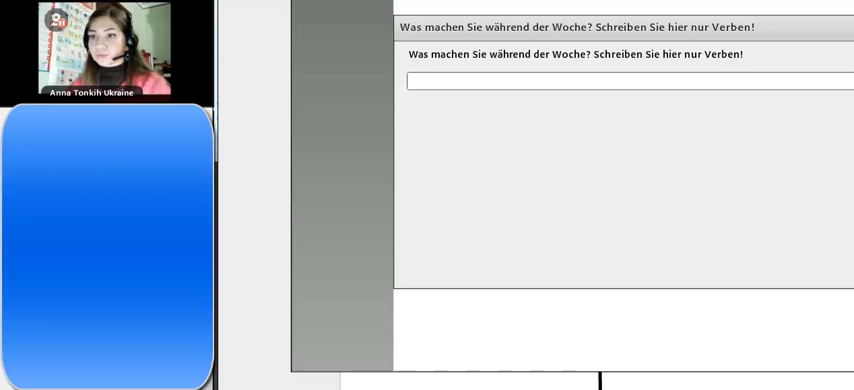 Anna Tonkih Ukraine
Was machen Sie während der Woche? Schreiben Sie hier nur Verben!
Was machen Sie während der Woche? Schreiben Sie hier nur Verben!